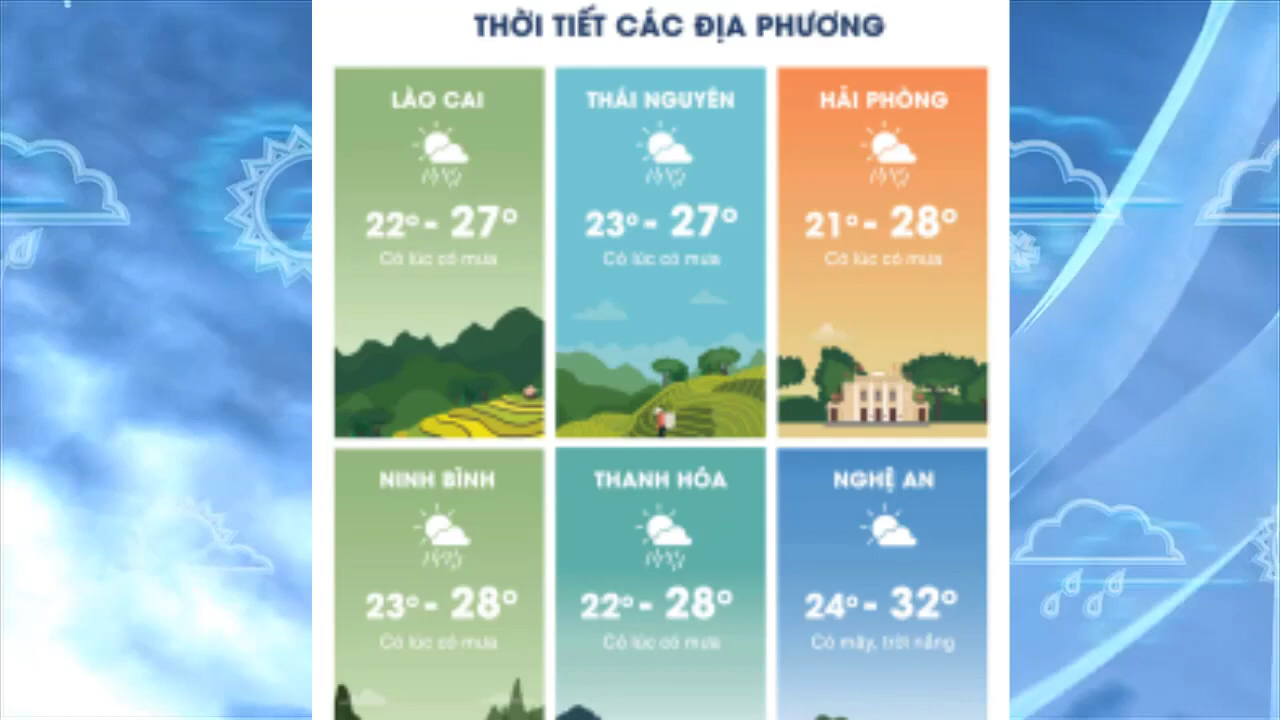 THỜI TIẾT CÁC ĐỊA PHƯƠNG
LÀO CAI
22° - 27°
Có lúc có mưa
THÁI NGUYÊN
23° - 27°
Có lúc có mưa
HẢI PHÒNG
21° - 28°
Có lúc có mưa
NINH BÌNH
23° - 28°
Có lúc có mưa
THANH HÓA
22° - 28°
Có lúc có mưa
NGHỆ AN
24° - 32°
Có mây, trời nắng